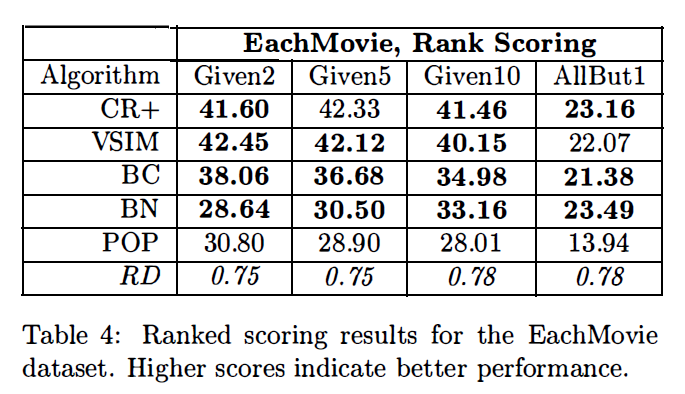 EachMovie, Rank Scoring
Algorithm Given2 Given5 Given10 AllBut1
CR+ 41.60 42.33 41.46 23.16
VSIM 42.45 42.12 40.15 22.07
BC 38.06 36.68 34.98 21.38
BN 28.64 30.50 33.16 23.49
POP 30.80 28.90 28.01 13.94
RD 0.75 0.75 0.78 0.78
Table 4: Ranked scoring results for the EachMovie
dataset. Higher scores indicate better performance.